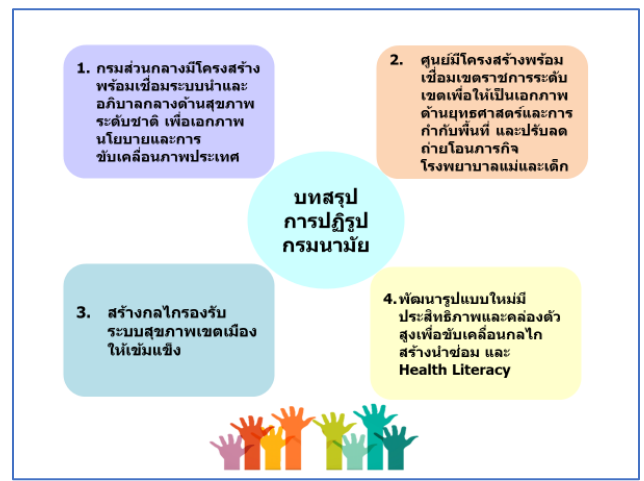 1. กรมส่วนกลางมีโครงสร้าง
พร้อมเชื่อมระบบนำและ
อภิบาลกลางด้านสุขภาพ
ระดับชาติ เพื่อเอกภาพ
นโยบายและการ
ขับเคลื่อนภาพประเทศ
2. ศูนย์มีโครงสร้างพร้อม
เชื่อมเขตราชการระดับ
เขตเพื่อให้เป็นเอกภาพ
ด้านยุทธศาสตร์และการ
กำกับพื้นที่ และปรับลด
ถ่ายโอนภารกิจ
โรงพยาบาลแม่และเด็ก
บทสรุป
การปฏิรูป
กรมอนามัย
3. สร้างกลไกรองรับ
ระบบสุขภาพเขตเมือง
ให้เข้มแข็ง
4. พัฒนารูปแบบใหม่มี
ประสิทธิภาพและคล่องตัว
สูงเพื่อขับเคลื่อนกลไก
สร้างนำซ่อม และ
Health Literacy